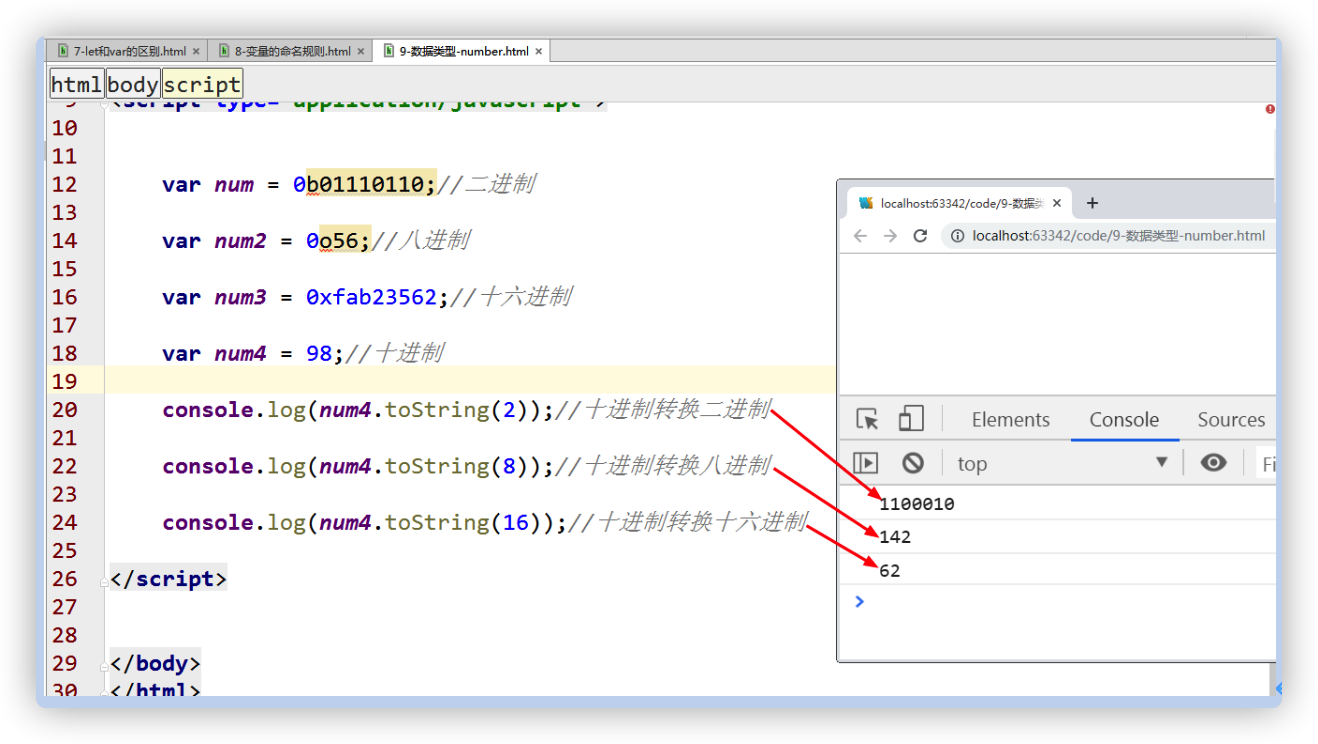 7-let和var的区别.html × 8-变量的命名规则.html × 9-数据类型-number.html ×
html body script
9 <script type="application/javascript">
10
11
12 var num = 0b01110110;//二进制
13
14 var num2 = 0o56;//八进制
15
16 var num3 = 0xfab23562;//十六进制
17
18 var num4 = 98;//十进制
19
20 console.log(num4.toString(2));//十进制转换二进制
21
22 console.log(num4.toString(8));//十进制转换八进制
23
24 console.log(num4.toString(16));//十进制转换十六进制
25
26 </script>
27
28
29 </body>
30 </html>
localhost:63342/code/9-数据类 × +
localhost:63342/code/9-数据类型-number.html
Elements Console Sources
top Fi
1100010
142
62